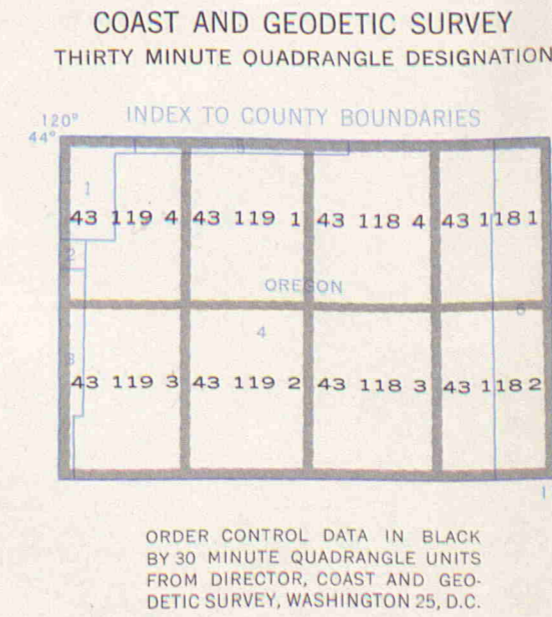 COAST AND GEODETIC SURVEY
THIRTY MINUTE QUADRANGLE DESIGNATION
INDEX TO COUNTY BOUNDARIES
120°
44°
5
1
43 119 4 43 119 1 43 118 4 43 118 1
2
OREGON
6
4
3
43 119 3 43 119 2 43 118 3 43 118 2
ORDER CONTROL DATA IN BLACK
BY 30 MINUTE QUADRANGLE UNITS
FROM DIRECTOR, COAST AND GEO-
DETIC SURVEY, WASHINGTON 25, D.C.